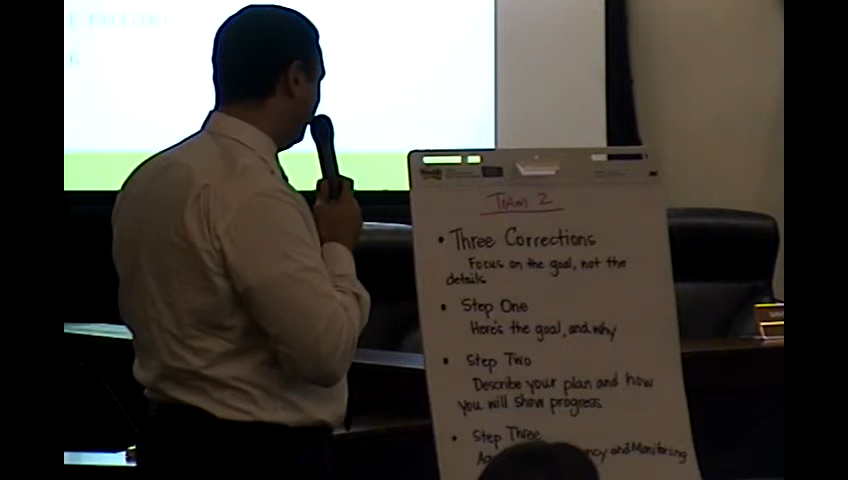 Team 2
• Three Corrections
Focus on the goal, not the
details
• Step One
Here's the goal, and why
• Step Two
Describe your plan and how
you will show progress
• Step Three
and Monitoring